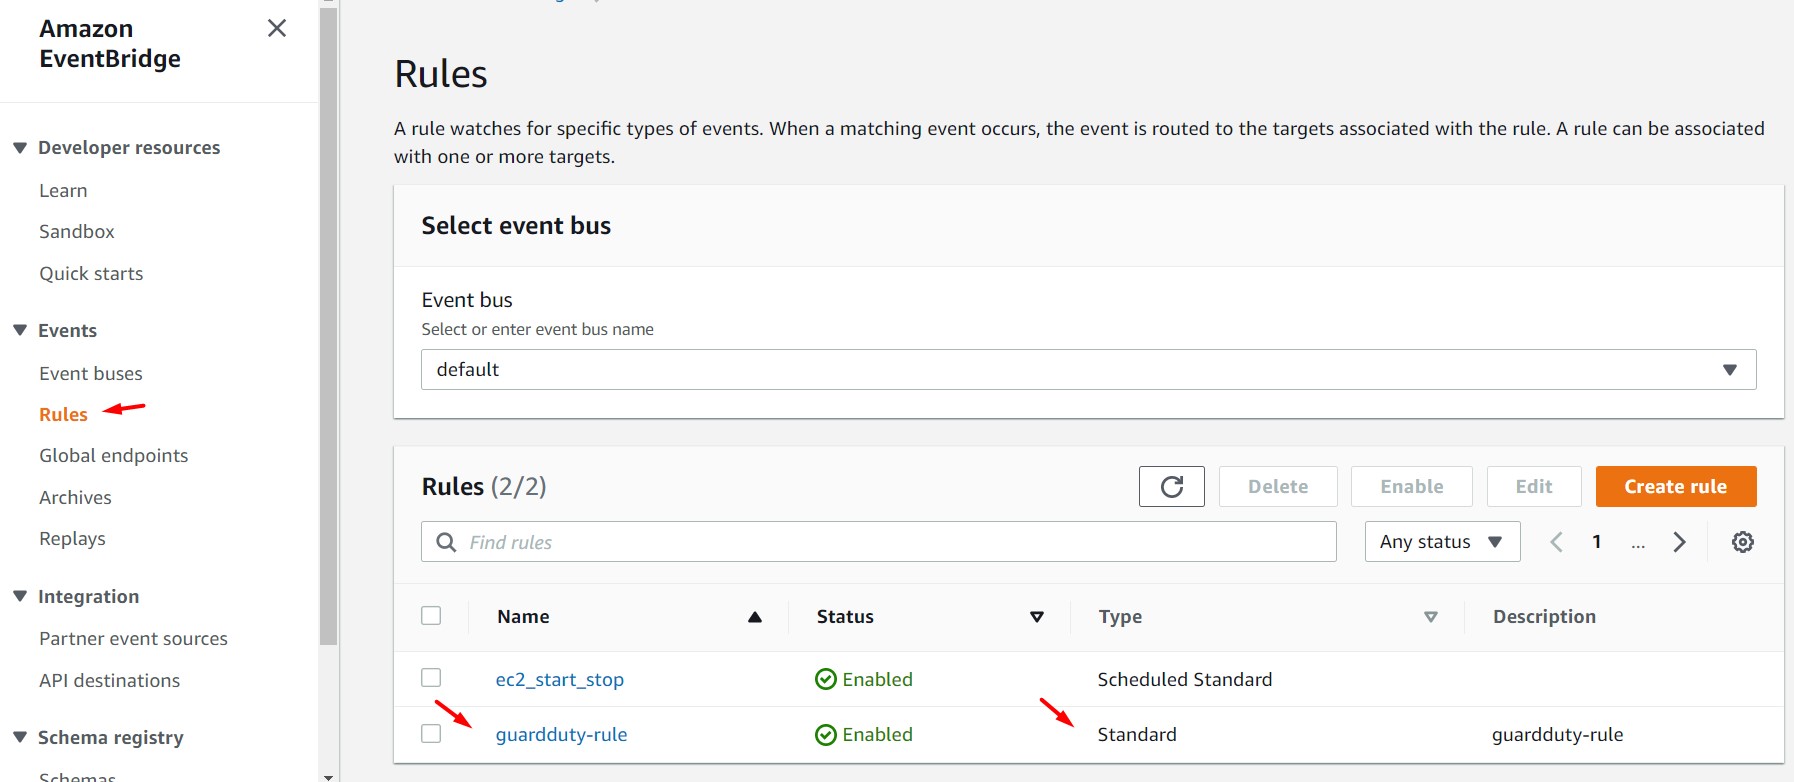 Amazon
EventBridge
Developer resources
Learn
Sandbox
Quick starts
Events
Event buses
Rules
Global endpoints
Archives
Replays
Integration
Partner event sources
API destinations
Schema registry
Schemas
Rules
A rule watches for specific types of events. When a matching event occurs, the event is routed to the targets associated with the rule. A rule can be associated
with one or more targets.
Select event bus
Event bus
Select or enter event bus name
default
Rules (2/2)
Delete
Enable
Edit
Create rule
Find rules
Any status
1
...
Name
Status
Type
Description
ec2_start_stop
Enabled
Scheduled Standard
guardduty-rule
Enabled
Standard
guardduty-rule